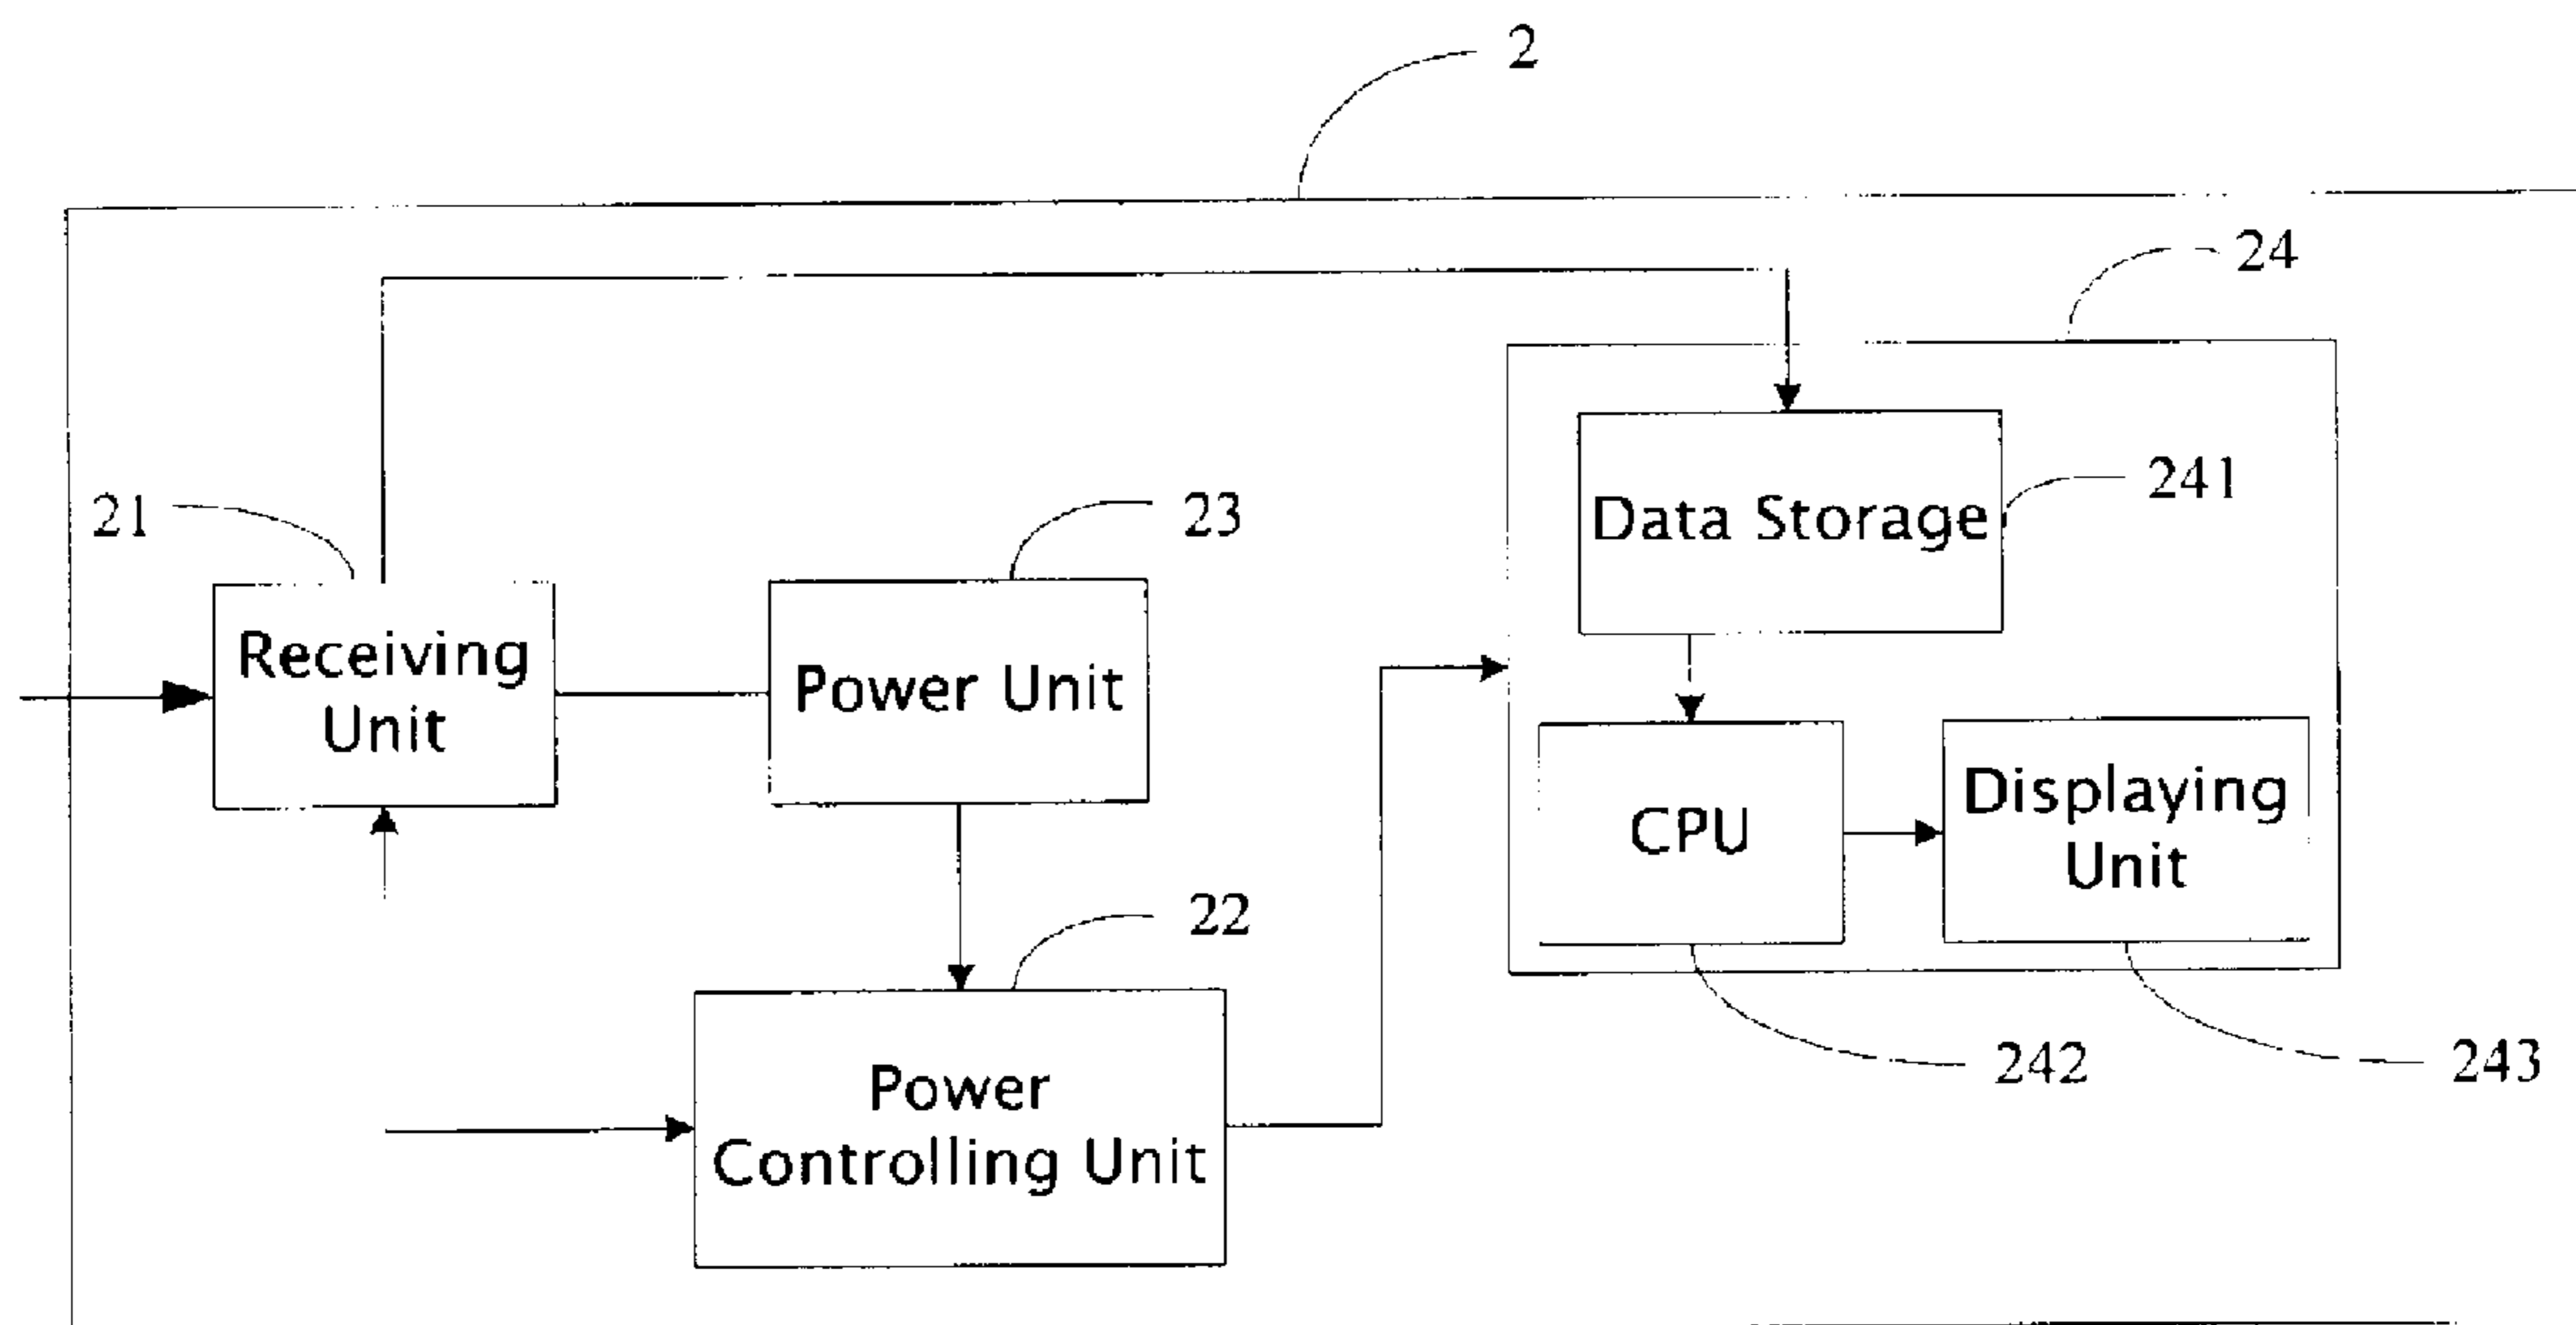 2
24
21
23
241
Data Storage
Receiving
Unit
Power Unit
CPU
Displaying
Unit
22
Power
Controlling Unit
242
243